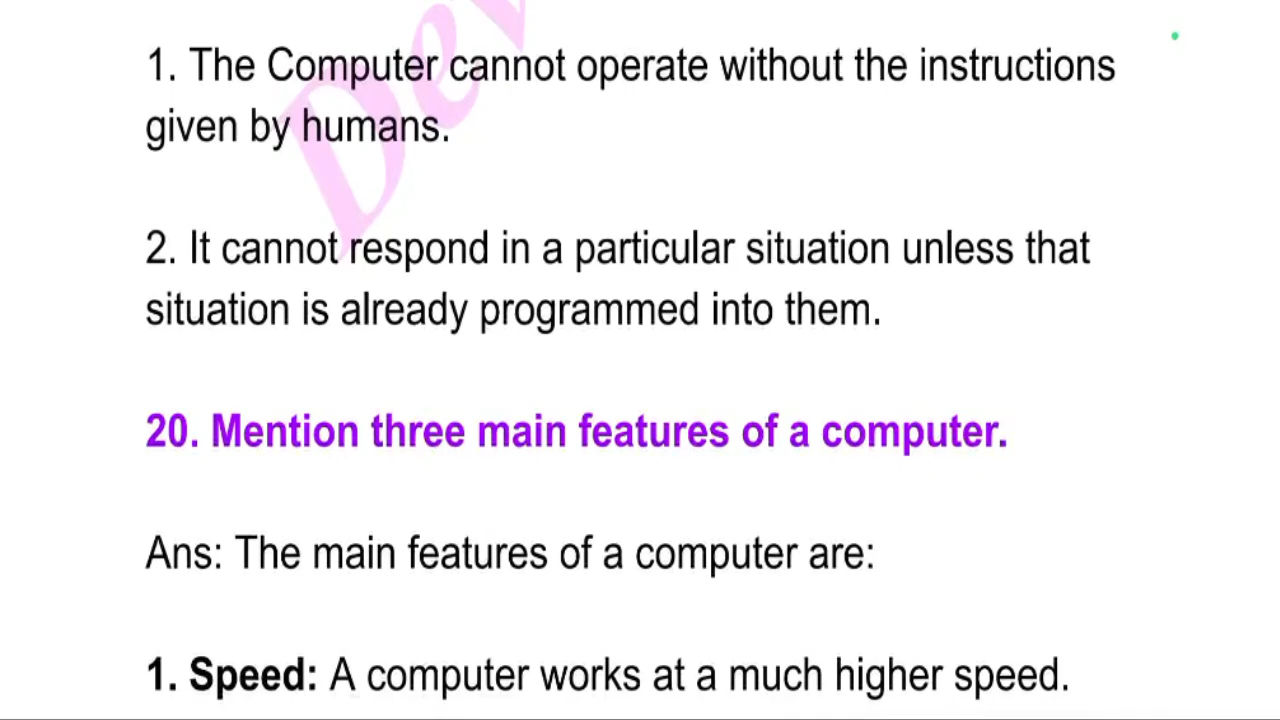 1. The Computer cannot operate without the instructions
given by humans.
2. It cannot respond in a particular situation unless that
situation is already programmed into them.
20. Mention three main features of a computer.
Ans: The main features of a computer are:
1. Speed: A computer works at a much higher speed.